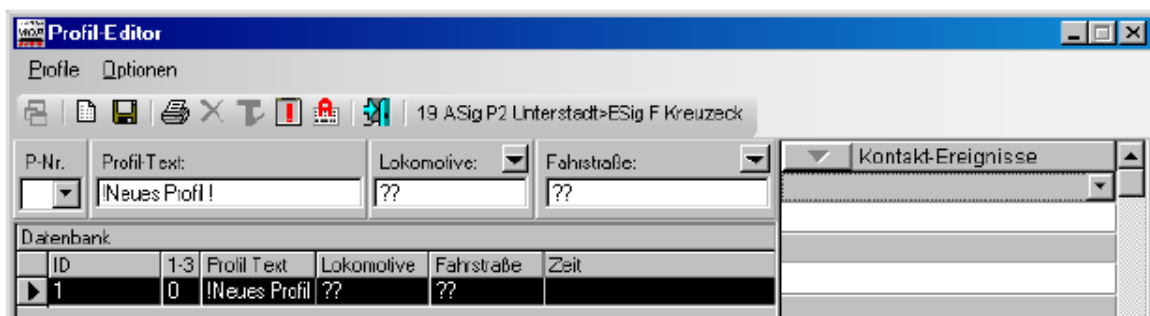 Profil-Editor
Profile Optionen
19 ASig P2 Unterstadt>ESig F Kreuzeck
P-Nr. Profil-Text: Lokomotive: Fahrstraße: Kontakt-Ereignisse
!Neues Profil ! ?? ??
Datenbank
ID 1-3 Profil Text Lokomotive Fahrstraße Zeit
1 0 !Neues Profil ?? ??